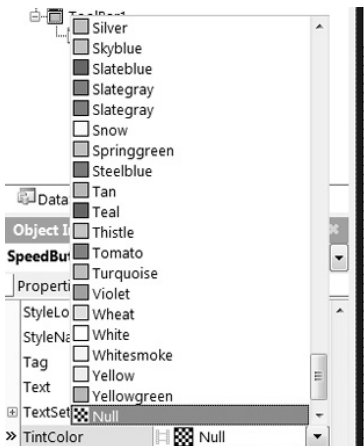 ToolBar1
Silver
Skyblue
Slateblue
Slategray
Slategray
Snow
Springgreen
Steelblue
Tan
Teal
Thistle
Tomato
Turquoise
Violet
Wheat
White
Whitesmoke
Yellow
Yellowgreen
Null
Data
Object I
SpeedBut
Properti
StyleLo
StyleNa
Tag
Text
TextSet
TintColor
Null